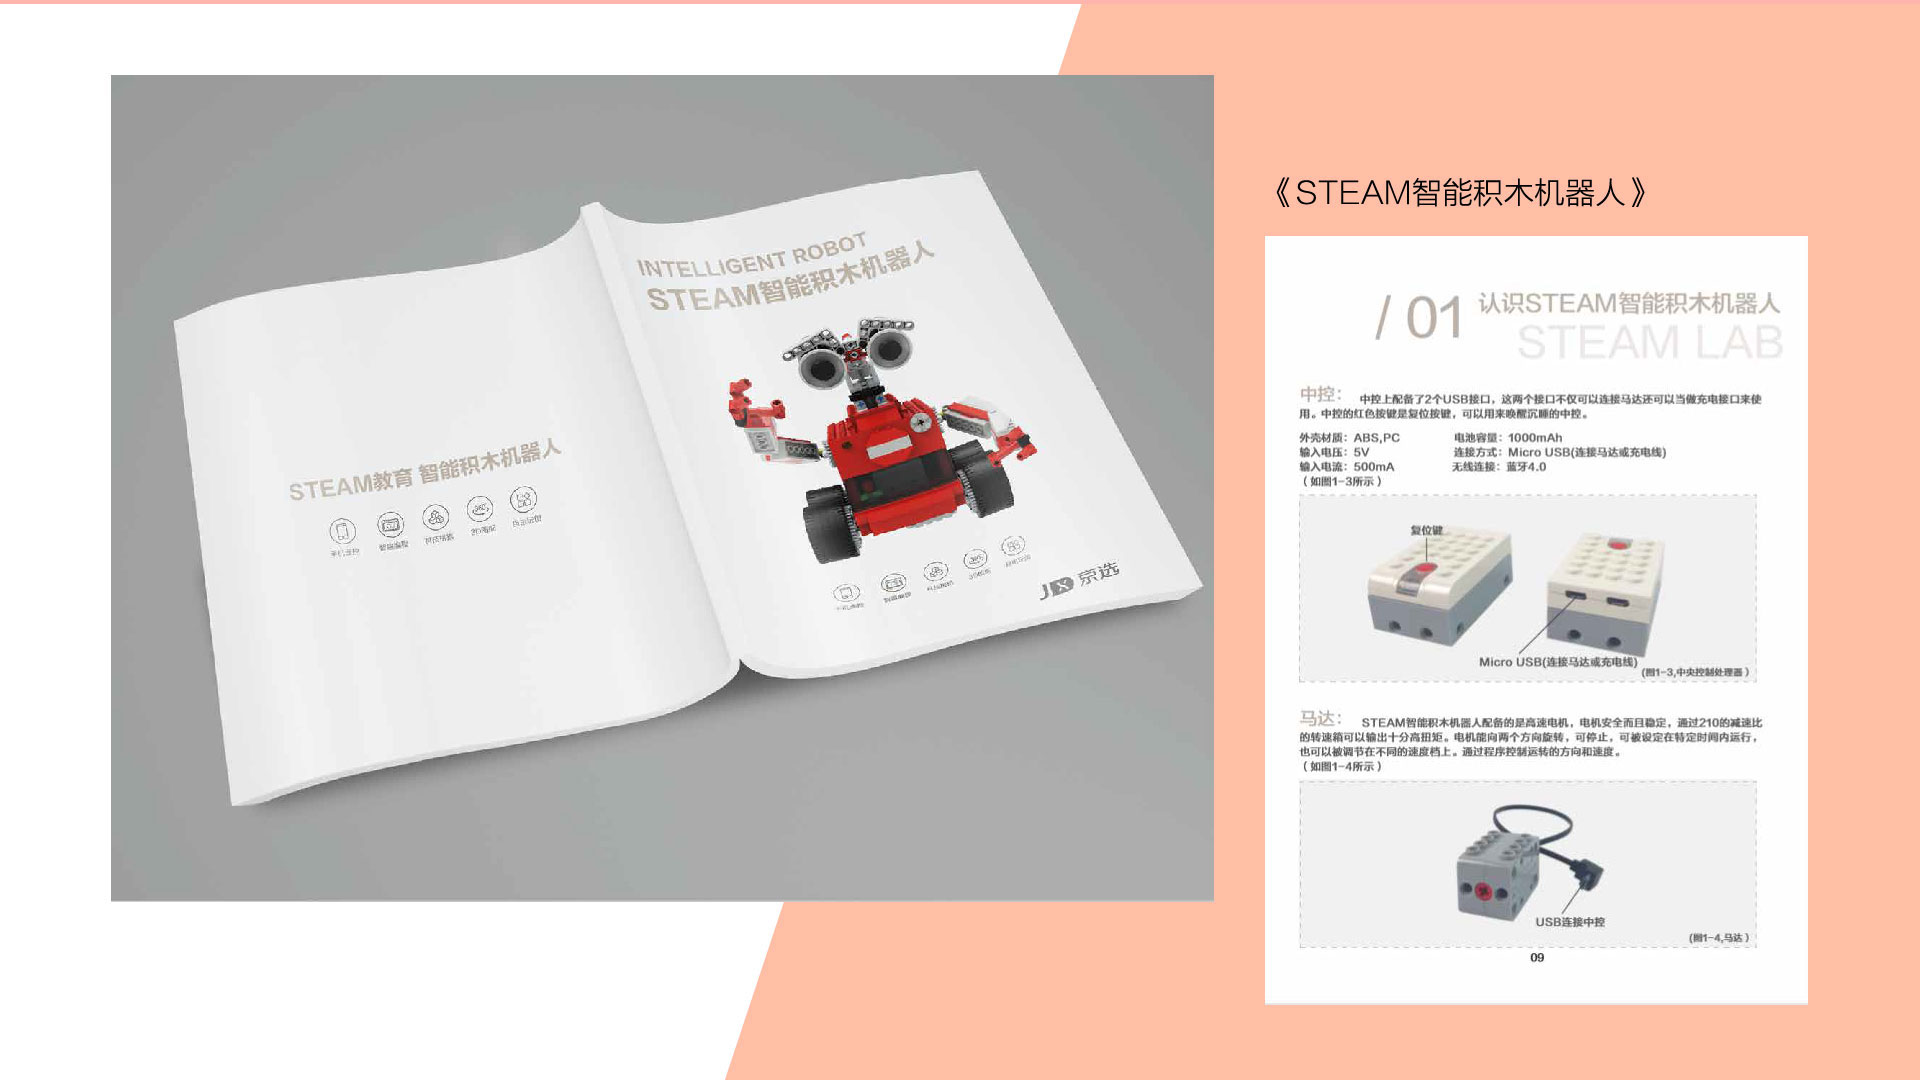 INTELLIGENT ROBOT
STEAM智能积木机器人
STEAM教育 智能积木机器人
JX 京选
《STEAM智能积木机器人》
/ 01 认识STEAM智能积木机器人
STEAM LAB
中控： 中控上配备了2个USB接口，这两个接口不仅可以连接马达还可以当做充电接口来使
用。中控的红色按键是复位按键，可以用来唤醒沉睡的中控。
外壳材质：ABS,PC 电池容量：1000mAh
输入电压：5V 连接方式：Micro USB(连接马达或充电线)
输入电流：500mA 无线连接：蓝牙4.0
（如图1-3所示）
复位键
Micro USB(连接马达或充电线)
(图1-3,中央控制处理器）
马达： STEAM智能积木机器人配备的是高速电机，电机安全而且稳定，通过210的减速比
的转速箱可以输出十分高扭矩。电机能向两个方向旋转，可停止，可被设定在特定时间内运行，
也可以被调节在不同的速度档上。通过程序控制运转的方向和速度。
（如图1-4所示）
USB连接中控
(图1-4,马达）
09